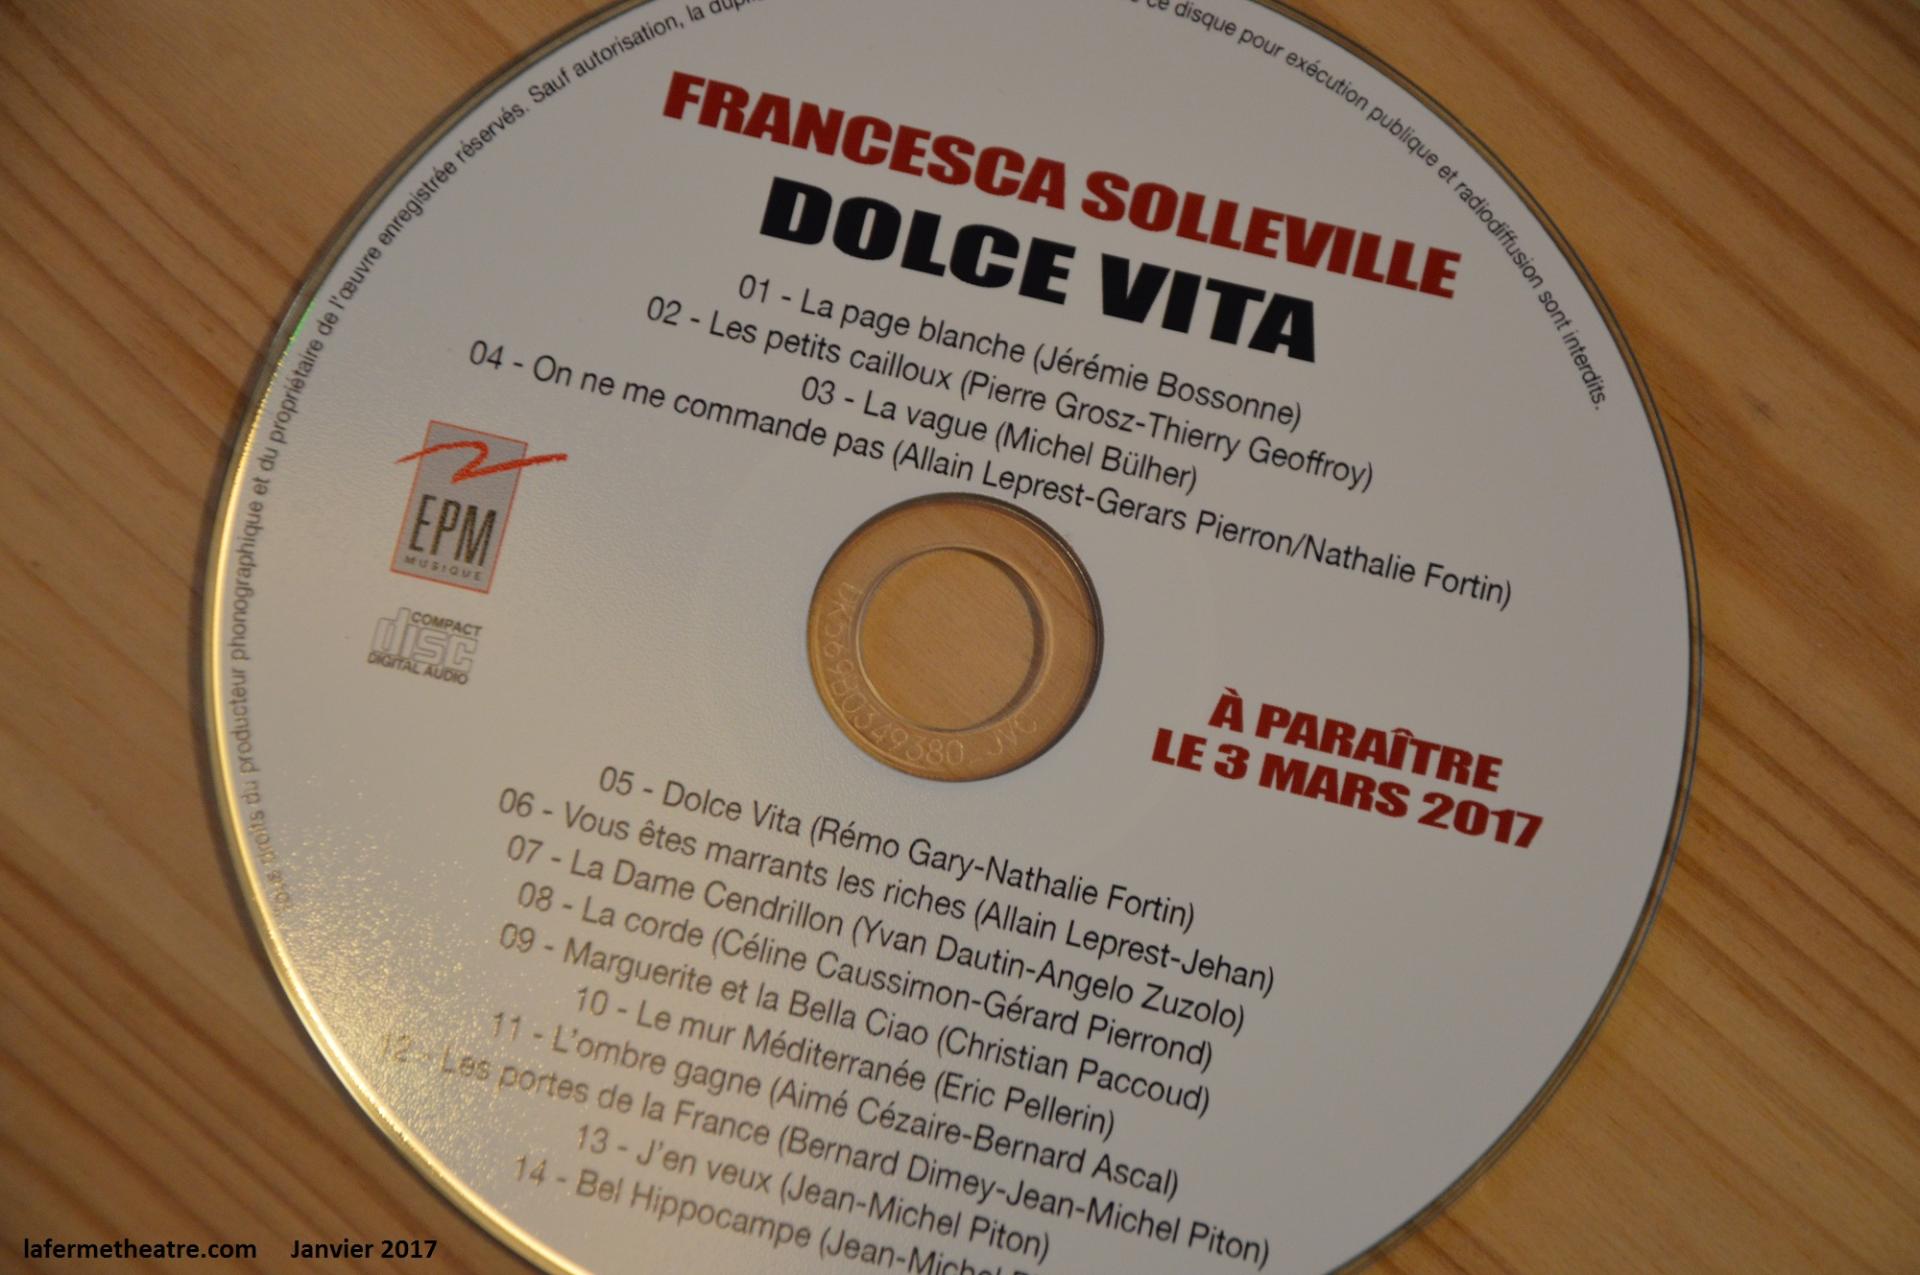 Tous droits du producteur phonographique et du propriétaire de l'œuvre enregistrée réservés. Sauf autorisation, la
ce disque pour exécution publique et radiodiffusion sont interdits.
FRANCESCA SOLLEVILLE
DOLCE VITA
01 - La page blanche (Jérémie Bossonne)
02 - Les petits cailloux (Pierre Grosz-Thierry Geoffroy)
03 - La vague (Michel Bülher)
04 - On ne me commande pas (Allain Leprest-Gerars Pierron/Nathalie Fortin)
EPM
MUSIQUE
COMPACT
disc
DIGITAL AUDIO
JVC
À PARAÎTRE
LE 3 MARS 2017
05 - Dolce Vita (Rémo Gary-Nathalie Fortin)
06 - Vous êtes marrants les riches (Allain Leprest-Jehan)
07 - La Dame Cendrillon (Yvan Dautin-Angelo Zuzolo)
08 - La corde (Céline Caussimon-Gérard Pierrond)
09 - Marguerite et la Bella Ciao (Christian Paccoud)
10 - Le mur Méditerranée (Eric Pellerin)
11 - L'ombre gagne (Aimé Cézaire-Bernard Ascal)
12 - Les portes de la France (Bernard Dimey-Jean-Michel Piton)
13 - J'en veux (Jean-Michel Piton)
14 - Bel Hippocampe (Jean-Michel
lafermetheatre.com Janvier 2017